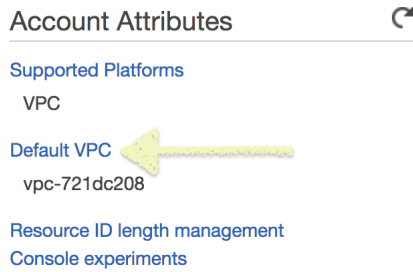 Account Attributes
Supported Platforms
VPC
Default VPC
vpc-721dc208
Resource ID length management
Console experiments